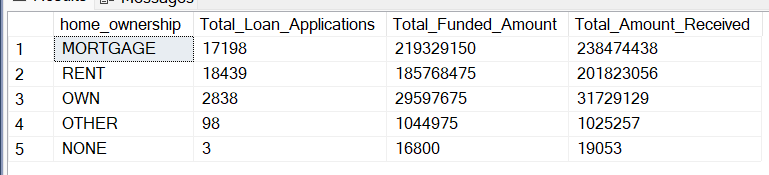 Messages
home_ownership Total_Loan_Applications Total_Funded_Amount Total_Amount_Received
1 MORTGAGE 17198 219329150 238474438
2 RENT 18439 185768475 201823056
3 OWN 2838 29597675 31729129
4 OTHER 98 1044975 1025257
5 NONE 3 16800 19053